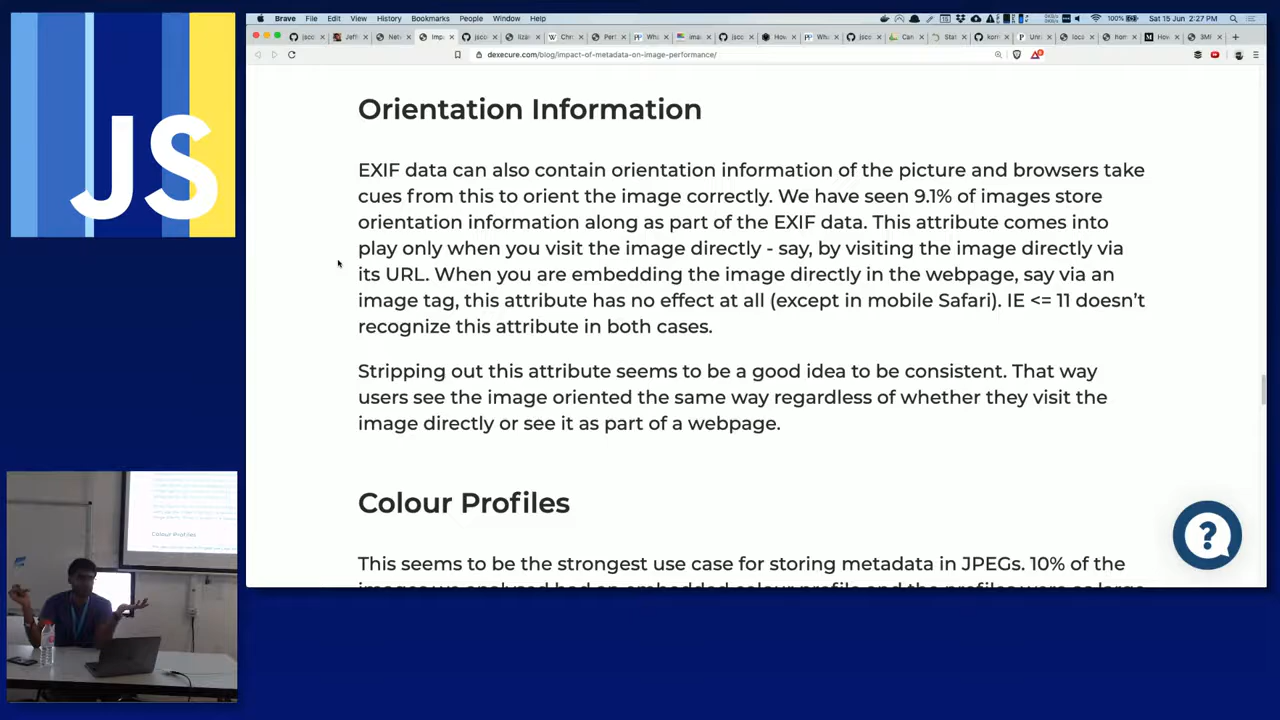 Brave File Edit View History Bookmarks People Window Help
100% Sat 15 Jun 2:27 PM
dexecure.com/blog/impact-of-metadata-on-image-performance/
JS
Orientation Information
EXIF data can also contain orientation information of the picture and browsers take
cues from this to orient the image correctly. We have seen 9.1% of images store
orientation information along as part of the EXIF data. This attribute comes into
play only when you visit the image directly - say, by visiting the image directly via
its URL. When you are embedding the image directly in the webpage, say via an
image tag, this attribute has no effect at all (except in mobile Safari). IE <= 11 doesn't
recognize this attribute in both cases.
Stripping out this attribute seems to be a good idea to be consistent. That way
users see the image oriented the same way regardless of whether they visit the
image directly or see it as part of a webpage.
Colour Profiles
This seems to be the strongest use case for storing metadata in JPEGs. 10% of the
Colour Profiles
?